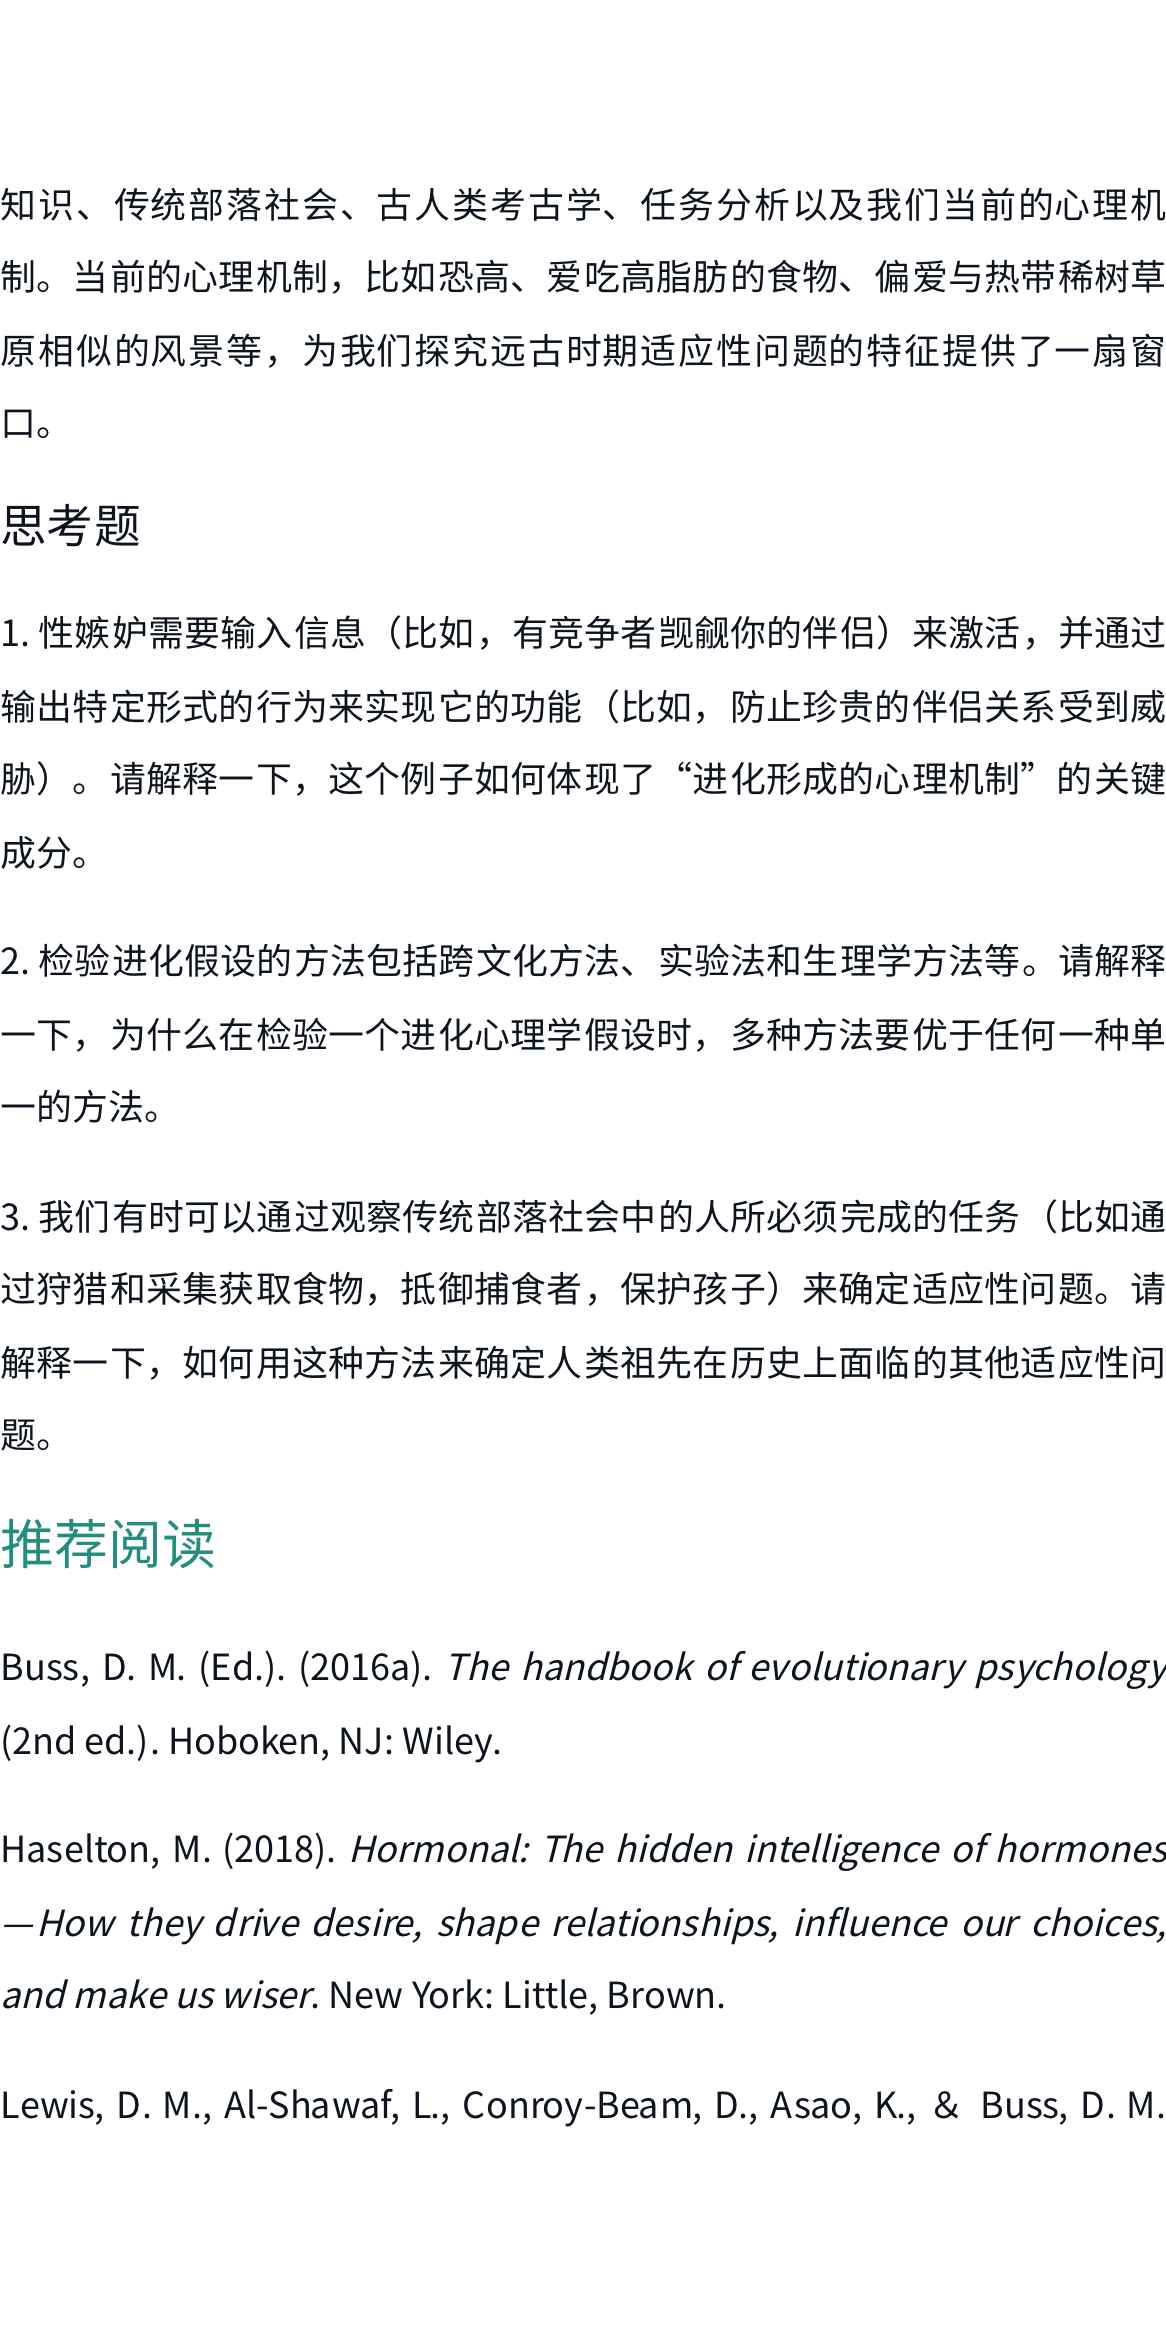 知识、传统部落社会、古人类考古学、任务分析以及我们当前的心理机
制。当前的心理机制，比如恐高、爱吃高脂肪的食物、偏爱与热带稀树草
原相似的风景等，为我们探究远古时期适应性问题的特征提供了一扇窗
口。
思考题
1. 性嫉妒需要输入信息（比如，有竞争者觊觎你的伴侣）来激活，并通过
输出特定形式的行为来实现它的功能（比如，防止珍贵的伴侣关系受到威
胁）。请解释一下，这个例子如何体现了“进化形成的心理机制”的关键
成分。
2. 检验进化假设的方法包括跨文化方法、实验法和生理学方法等。请解释
一下，为什么在检验一个进化心理学假设时，多种方法要优于任何一种单
一的方法。
3. 我们有时可以通过观察传统部落社会中的人所必须完成的任务（比如通
过狩猎和采集获取食物，抵御捕食者，保护孩子）来确定适应性问题。请
解释一下，如何用这种方法来确定人类祖先在历史上面临的其他适应性问
题。
推荐阅读
Buss, D. M. (Ed.). (2016a). The handbook of evolutionary psychology
(2nd ed.). Hoboken, NJ: Wiley.
Haselton, M. (2018). Hormonal: The hidden intelligence of hormones
—How they drive desire, shape relationships, influence our choices,
and make us wiser. New York: Little, Brown.
Lewis, D. M., Al-Shawaf, L., Conroy-Beam, D., Asao, K., & Buss, D. M.